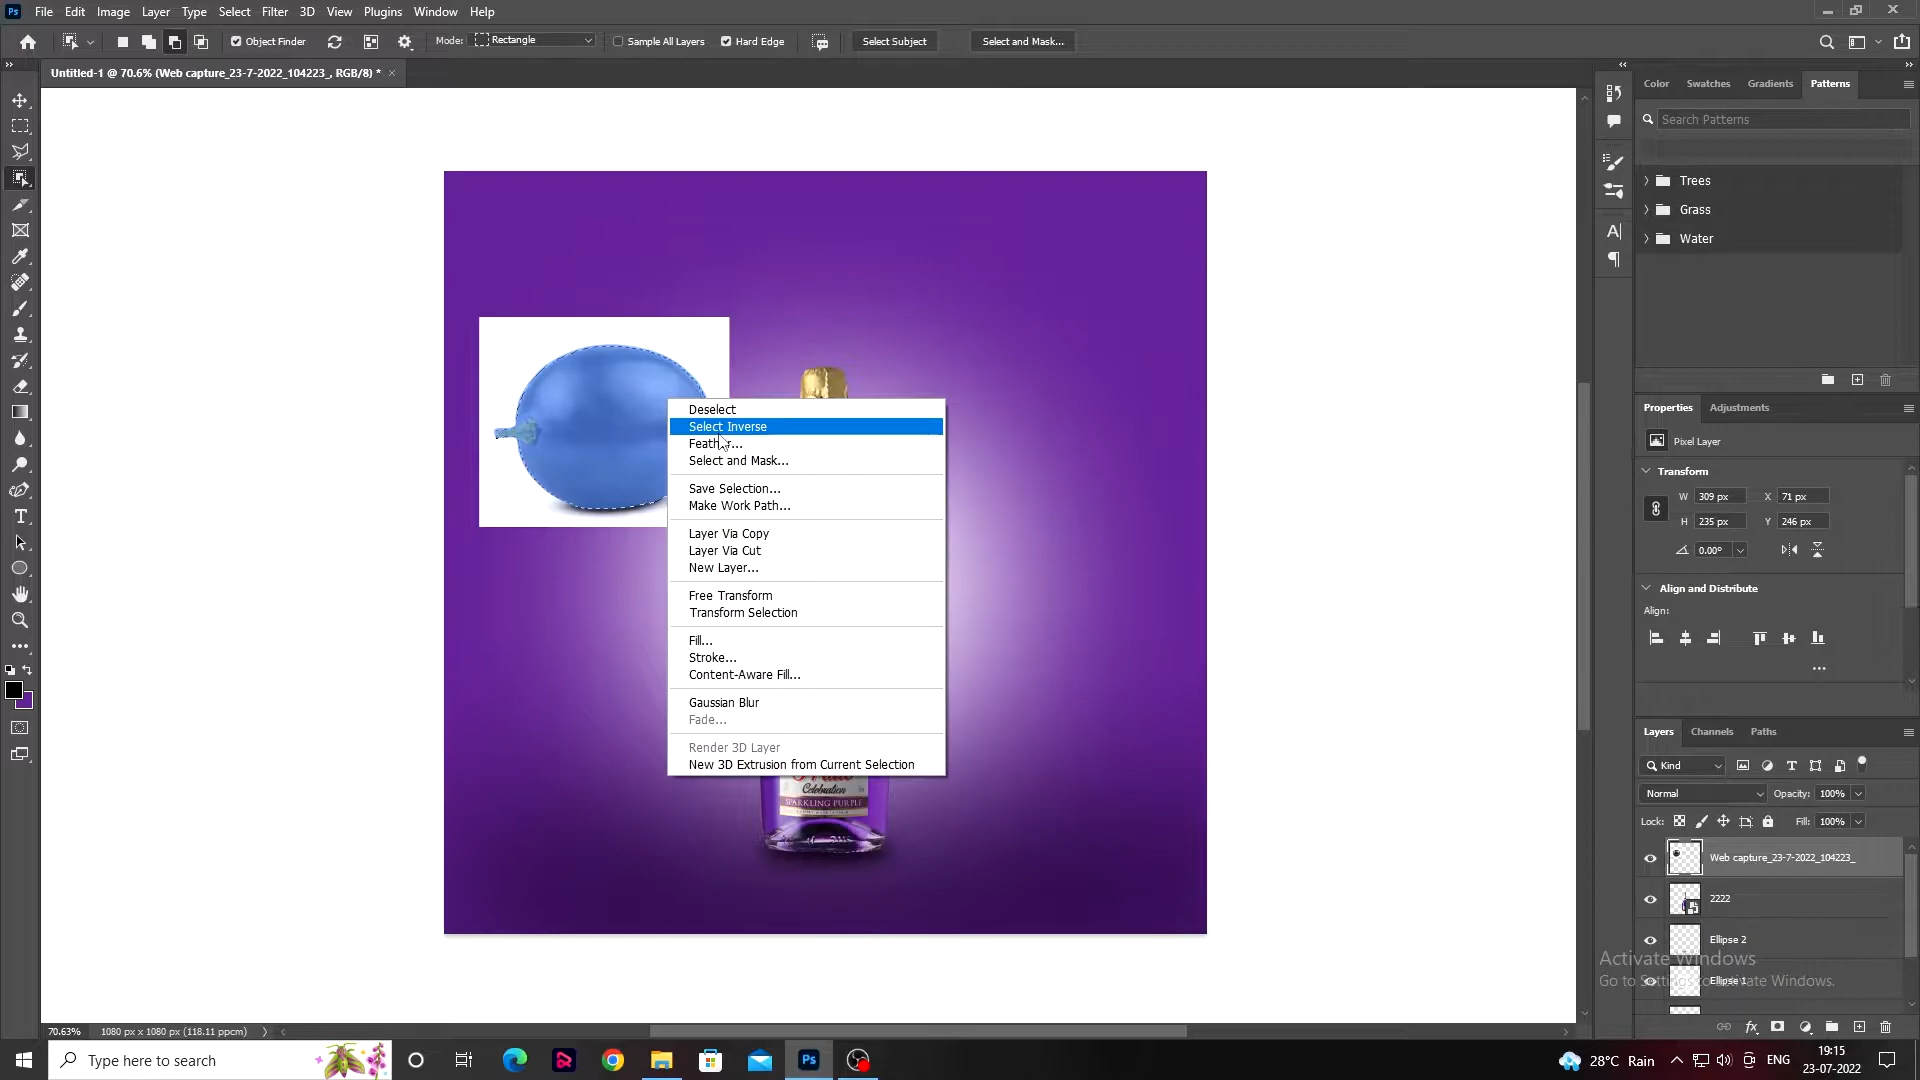 Ps File Edit Image Layer Type Select Filter 3D View Plugins Window Help
Object Finder Mode: Rectangle Sample All Layers Hard Edge Select Subject Select and Mask...
Untitled-1 @ 70.6% (Web capture_23-7-2022_104223_, RGB/8) * ×
Color Swatches Gradients Patterns
Search Patterns
Trees
Grass
Water
Deselect
Select Inverse
Feather...
Select and Mask...
Save Selection...
Make Work Path...
Layer Via Copy
Layer Via Cut
New Layer...
Free Transform
Transform Selection
Fill...
Stroke...
Content-Aware Fill...
Gaussian Blur
Fade...
Render 3D Layer
New 3D Extrusion from Current Selection
Celebration
SPARKLING PURPLE
Properties Adjustments
Pixel Layer
Transform
W 309 px X 71 px
H 235 px Y 246 px
0.00°
Align and Distribute
Align:
Layers Channels Paths
Kind
Normal Opacity: 100%
Lock: Fill: 100%
Web capture_23-7-2022_104223_
2222
Ellipse 2
Ellipse 1
Activate Windows
Go to Settings to activate Windows.
70.63% 1080 px x 1080 px (118.11 ppcm)
Type here to search
Ps
28°C Rain ENG
19:15
23-07-2022